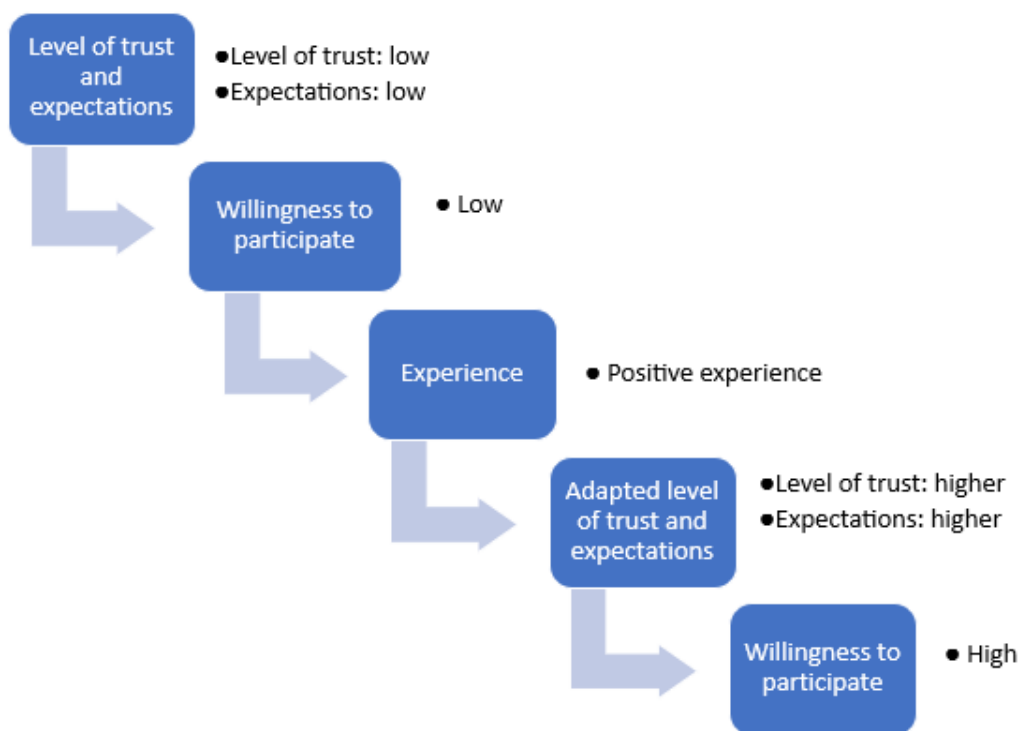 Level of trust
and
expectations
●Level of trust: low
●Expectations: low
Willingness to
participate
● Low
Experience
● Positive experience
Adapted level
of trust and
expectations
●Level of trust: higher
●Expectations: higher
Willingness to
participate
● High